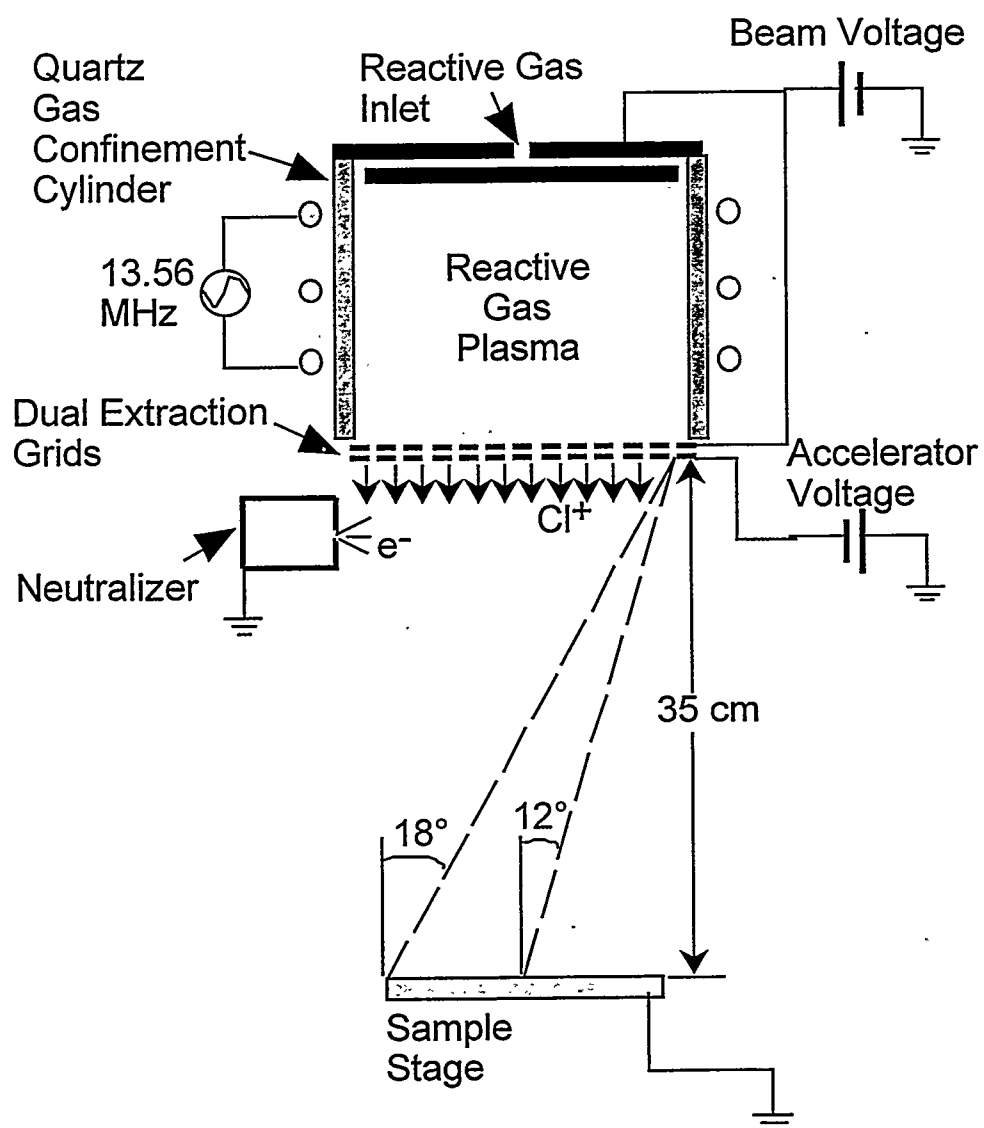 Beam Voltage
Quartz
Gas
Confinement
Cylinder
Reactive Gas
Inlet
13.56
MHz
Reactive
Gas
Plasma
Dual Extraction
Grids
Accelerator
Voltage
Cl+
e-
Neutralizer
35 cm
18°
12°
Sample
Stage